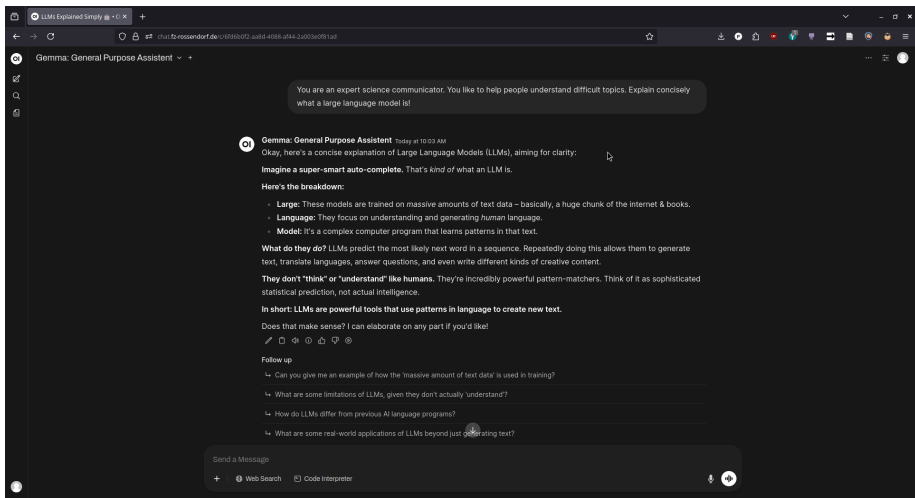 LLMs Explained Simply
chat.fz-rossendorf.de/c/6fd6b0f2-aa8d-4088-af44-2a003e0f91ad
OI
Gemma: General Purpose Assistant
You are an expert science communicator. You like to help people understand difficult topics. Explain concisely
what a large language model is!
OI
Gemma: General Purpose Assistant Today at 10:03 AM
Okay, here's a concise explanation of Large Language Models (LLMs), aiming for clarity:
Imagine a super-smart auto-complete. That's kind of what an LLM is.
Here's the breakdown:
Large: These models are trained on massive amounts of text data – basically, a huge chunk of the internet & books.
Language: They focus on understanding and generating human language.
Model: It's a complex computer program that learns patterns in that text.
What do they do? LLMs predict the most likely next word in a sequence. Repeatedly doing this allows them to generate
text, translate languages, answer questions, and even write different kinds of creative content.
They don't "think" or "understand" like humans. They're incredibly powerful pattern-matchers. Think of it as sophisticated
statistical prediction, not actual intelligence.
In short: LLMs are powerful tools that use patterns in language to create new text.
Does that make sense? I can elaborate on any part if you'd like!
Follow up
Can you give me an example of how the 'massive amount of text data' is used in training?
What are some limitations of LLMs, given they don't actually 'understand'?
How do LLMs differ from previous AI language programs?
What are some real-world applications of LLMs beyond just generating text?
Send a Message
Web Search Code Interpreter